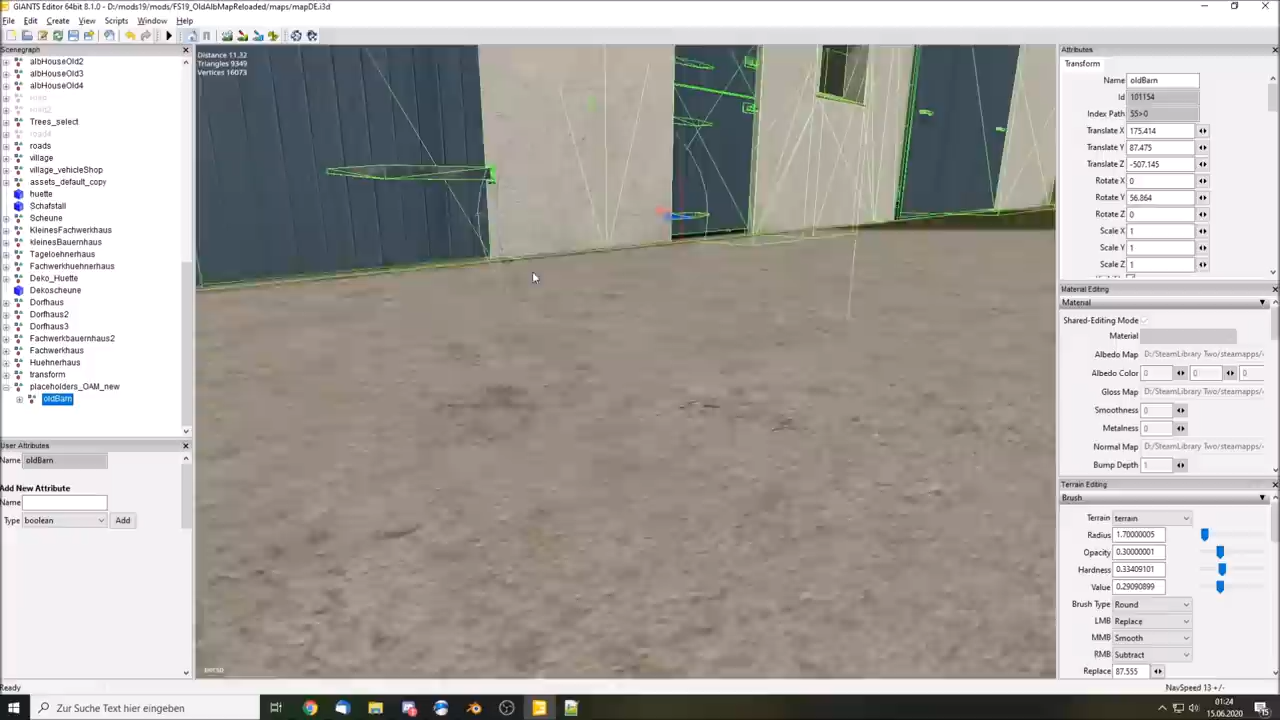 GIANTS Editor 64bit 8.1.0 - D:/mods19/mods/FS19_OldAlbMapReloaded/maps/mapDE.i3d
File Edit Create View Scripts Window Help
Scenegraph
albHouseOld2
albHouseOld3
albHouseOld4
Trees_select
road4
roads
village
village_vehicleShop
assets_default_copy
huette
Schafstall
Scheune
KleinesFachwerkhaus
kleinesBauernhaus
Tageloehnerhaus
Fachwerkhuehnerhaus
Deko_Huette
Dekoscheune
Dorfhaus
Dorfhaus2
Dorfhaus3
Fachwerkbauernhaus2
Fachwerkhaus
Huehnerhaus
transform
placeholders_OAM_new
oldBarn
User Attributes
Name oldBarn
Add New Attribute
Name
Type boolean Add
Distance 11.32
Triangles 9349
Vertices 16073
persp
Attributes
Transform
Name oldBarn
Id 101154
Index Path 55>0
Translate X 175.414
Translate Y 87.475
Translate Z -507.145
Rotate X 0
Rotate Y 56.864
Rotate Z 0
Scale X 1
Scale Y 1
Scale Z 1
Material Editing
Material
Shared-Editing Mode
Material
Albedo Map D:/SteamLibrary Two/steamapps/
Albedo Color 0 0 0
Gloss Map D:/SteamLibrary Two/steamapps/
Smoothness 0
Metalness 0
Normal Map D:/SteamLibrary Two/steamapps/
Bump Depth 1
Terrain Editing
Brush
Terrain terrain
Radius 1.70000005
Opacity 0.30000001
Hardness 0.33409101
Value 0.29090899
Brush Type Round
LMB Replace
MMB Smooth
RMB Subtract
Replace 87.555
Ready
NavSpeed 13 +/-
Zur Suche Text hier eingeben
01:24
15.06.2020